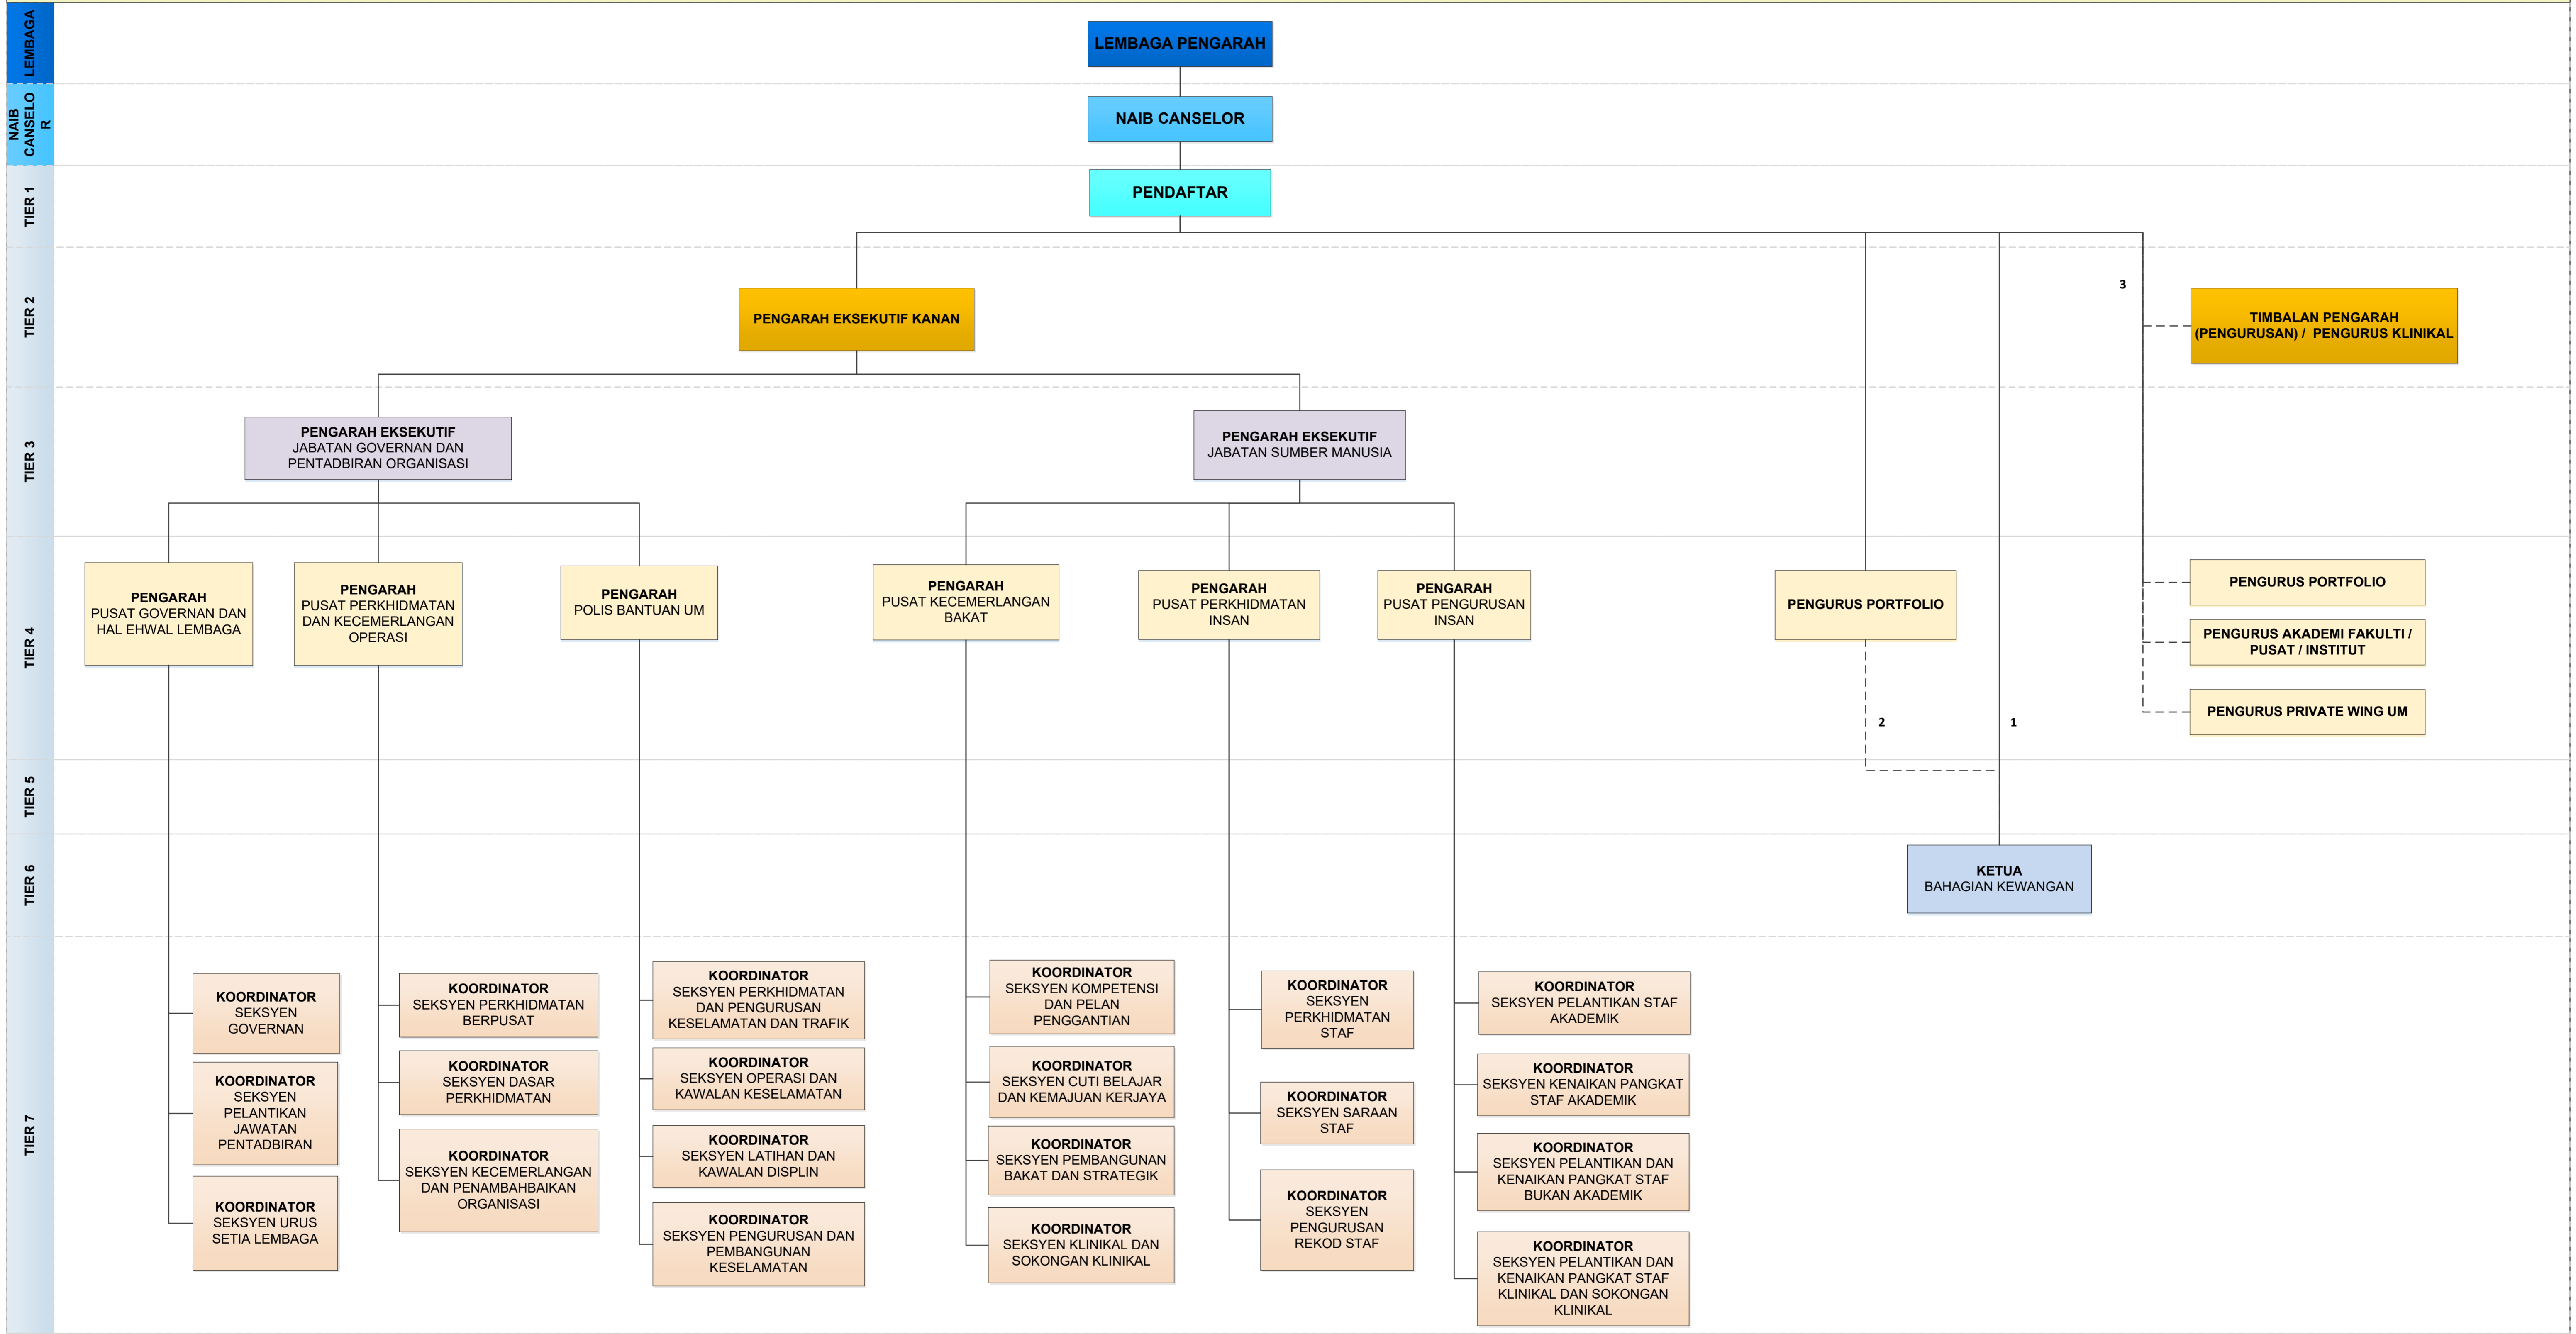 LEMBAGA
LEMBAGA PENGARAH
NAIB
CANSELO
R
NAIB CANSELOR
TIER 1
PENDAFTAR
TIER 2
PENGARAH EKSEKUTIF KANAN
3
TIMBALAN PENGARAH
(PENGURUSAN) / PENGURUS KLINIKAL
TIER 3
PENGARAH EKSEKUTIF
JABATAN GOVERNAN DAN
PENTADBIRAN ORGANISASI
PENGARAH EKSEKUTIF
JABATAN SUMBER MANUSIA
TIER 4
PENGARAH
PUSAT GOVERNAN DAN
HAL EHWAL LEMBAGA
PENGARAH
PUSAT PERKHIDMATAN
DAN KECEMERLANGAN
OPERASI
PENGARAH
POLIS BANTUAN UM
PENGARAH
PUSAT KECEMERLANGAN
BAKAT
PENGARAH
PUSAT PERKHIDMATAN
INSAN
PENGARAH
PUSAT PENGURUSAN
INSAN
PENGURUS PORTFOLIO
PENGURUS PORTFOLIO
PENGURUS AKADEMI FAKULTI /
PUSAT / INSTITUT
PENGURUS PRIVATE WING UM
2
1
TIER 5
TIER 6
KETUA
BAHAGIAN KEWANGAN
TIER 7
KOORDINATOR
SEKSYEN
GOVERNAN
KOORDINATOR
SEKSYEN
PELANTIKAN
JAWATAN
PENTADBIRAN
KOORDINATOR
SEKSYEN URUS
SETIA LEMBAGA
KOORDINATOR
SEKSYEN PERKHIDMATAN
BERPUSAT
KOORDINATOR
SEKSYEN DASAR
PERKHIDMATAN
KOORDINATOR
SEKSYEN KECEMERLANGAN
DAN PENAMBAHBAIKAN
ORGANISASI
KOORDINATOR
SEKSYEN PERKHIDMATAN
DAN PENGURUSAN
KESELAMATAN DAN TRAFIK
KOORDINATOR
SEKSYEN OPERASI DAN
KAWALAN KESELAMATAN
KOORDINATOR
SEKSYEN LATIHAN DAN
KAWALAN DISPLIN
KOORDINATOR
SEKSYEN PENGURUSAN DAN
PEMBANGUNAN
KESELAMATAN
KOORDINATOR
SEKSYEN KOMPETENSI
DAN PELAN
PENGGANTIAN
KOORDINATOR
SEKSYEN CUTI BELAJAR
DAN KEMAJUAN KERJAYA
KOORDINATOR
SEKSYEN PEMBANGUNAN
BAKAT DAN STRATEGIK
KOORDINATOR
SEKSYEN KLINIKAL DAN
SOKONGAN KLINIKAL
KOORDINATOR
SEKSYEN
PERKHIDMATAN
STAF
KOORDINATOR
SEKSYEN SARAAN
STAF
KOORDINATOR
SEKSYEN
PENGURUSAN
REKOD STAF
KOORDINATOR
SEKSYEN PELANTIKAN STAF
AKADEMIK
KOORDINATOR
SEKSYEN KENAIKAN PANGKAT
STAF AKADEMIK
KOORDINATOR
SEKSYEN PELANTIKAN DAN
KENAIKAN PANGKAT STAF
BUKAN AKADEMIK
KOORDINATOR
SEKSYEN PELANTIKAN DAN
KENAIKAN PANGKAT STAF
KLINIKAL DAN SOKONGAN
KLINIKAL